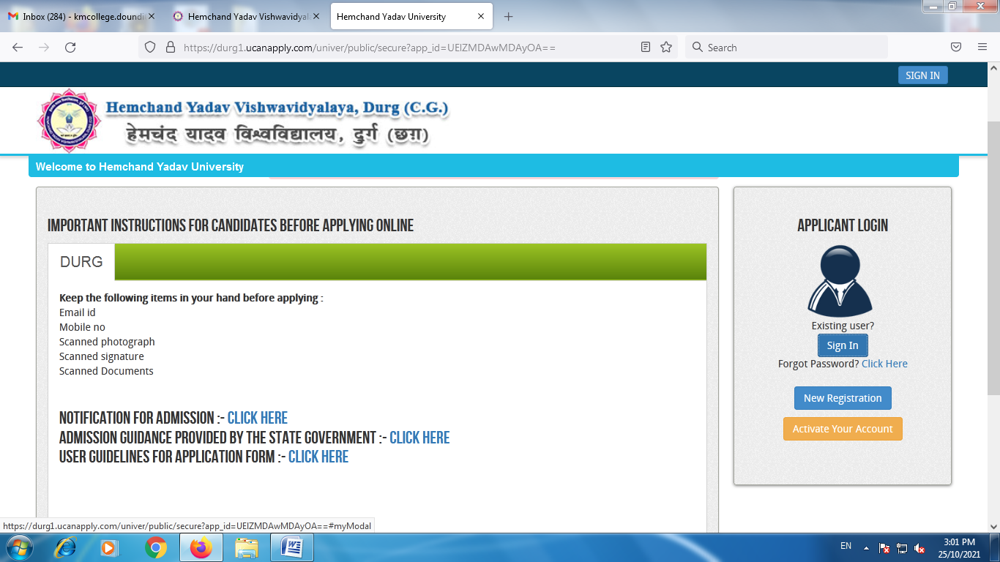 Inbox (284) - kmcollege.doundi
Hemchand Yadav Vishwavidyal
Hemchand Yadav University
https://durg1.ucanapply.com/univer/public/secure?app_id=UElZMDAwMDAyOA==
Search
SIGN IN
Hemchand Yadav Vishwavidyalaya, Durg (C.G.)
हेमचंद यादव विश्वविद्यालय, दुर्ग (छग़)
Welcome to Hemchand Yadav University
IMPORTANT INSTRUCTIONS FOR CANDIDATES BEFORE APPLYING ONLINE
DURG
Keep the following items in your hand before applying :
Email id
Mobile no
Scanned photograph
Scanned signature
Scanned Documents
NOTIFICATION FOR ADMISSION :- CLICK HERE
ADMISSION GUIDANCE PROVIDED BY THE STATE GOVERNMENT :- CLICK HERE
USER GUIDELINES FOR APPLICATION FORM :- CLICK HERE
APPLICANT LOGIN
Existing user?
Sign In
Forgot Password? Click Here
New Registration
Activate Your Account
https://durg1.ucanapply.com/univer/public/secure?app_id=UElZMDAwMDAyOA==#myModal
EN
3:01 PM
25/10/2021